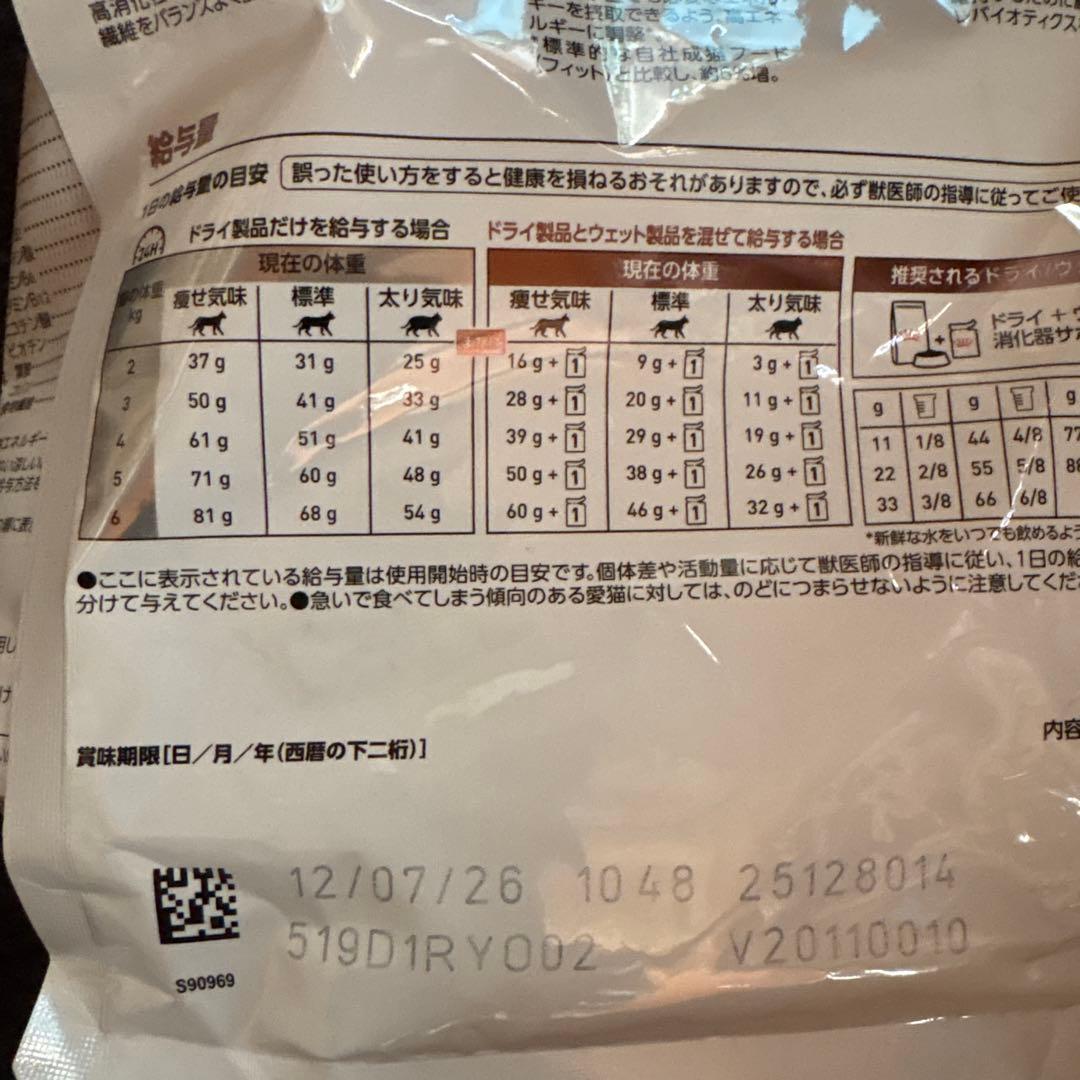 高消化性
繊維をバランスよく
ギーを摂取できるよう"高エネ
ルギーに調整*
*標準的な自社成猫フード
(フィット)と比較し、約5%増。
バイオティクス
給与量
1日の給与量の目安 誤った使い方をすると健康を損ねるおそれがありますので、必ず獣医師の指導に従ってご使
24H ドライ製品だけを給与する場合 ドライ製品とウェット製品を混ぜて給与する場合
現在の体重 現在の体重 推奨されるドライ/ウ
の体重 kg 痩せ気味 標準 太り気味 痩せ気味 標準 太り気味
ドライ+
消化器サポ
2 37 g 31 g 25 g 16 g + 1 9 g + 1 3 g + 1
3 50 g 41 g 33 g 28 g + 1 20 g + 1 11 g + 1
4 61 g 51 g 41 g 39 g + 1 29 g + 1 19 g + 1
5 71 g 60 g 48 g 50 g + 1 38 g + 1 26 g + 1
6 81 g 68 g 54 g 60 g + 1 46 g + 1 32 g + 1
g g g
11 1/8 44 4/8 77
22 2/8 55 5/8 88
33 3/8 66 6/8
*新鮮な水をいつでも飲めるよう
●ここに表示されている給与量は使用開始時の目安です。個体差や活動量に応じて獣医師の指導に従い、1日の給
分けて与えてください。●急いで食べてしまう傾向のある愛猫に対しては、のどにつまらせないように注意してくだ
賞味期限[日/月/年(西暦の下二桁)]
内容
12/07/26 1048 25128014
519D1RY002 V20110010
S90969